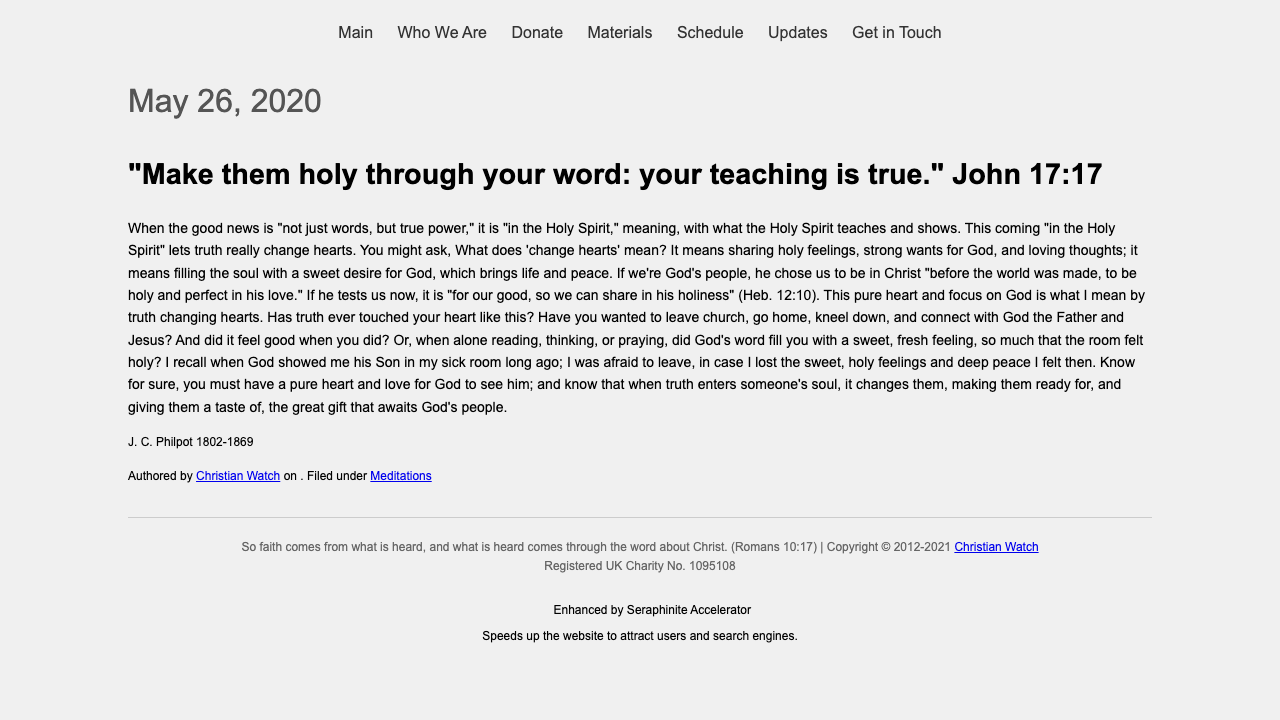 Main Who We Are Donate Materials Schedule Updates Get in Touch
May 26, 2020
"Make them holy through your word: your teaching is true." John 17:17
When the good news is "not just words, but true power," it is "in the Holy Spirit," meaning, with what the Holy Spirit teaches and shows. This coming "in the Holy
Spirit" lets truth really change hearts. You might ask, What does 'change hearts' mean? It means sharing holy feelings, strong wants for God, and loving thoughts; it
means filling the soul with a sweet desire for God, which brings life and peace. If we're God's people, he chose us to be in Christ "before the world was made, to be
holy and perfect in his love." If he tests us now, it is "for our good, so we can share in his holiness" (Heb. 12:10). This pure heart and focus on God is what I mean by
truth changing hearts. Has truth ever touched your heart like this? Have you wanted to leave church, go home, kneel down, and connect with God the Father and
Jesus? And did it feel good when you did? Or, when alone reading, thinking, or praying, did God's word fill you with a sweet, fresh feeling, so much that the room felt
holy? I recall when God showed me his Son in my sick room long ago; I was afraid to leave, in case I lost the sweet, holy feelings and deep peace I felt then. Know
for sure, you must have a pure heart and love for God to see him; and know that when truth enters someone's soul, it changes them, making them ready for, and
giving them a taste of, the great gift that awaits God's people.
J. C. Philpot 1802-1869
Authored by Christian Watch on . Filed under Meditations
So faith comes from what is heard, and what is heard comes through the word about Christ. (Romans 10:17) | Copyright © 2012-2021 Christian Watch
Registered UK Charity No. 1095108
Enhanced by Seraphinite Accelerator
Speeds up the website to attract users and search engines.